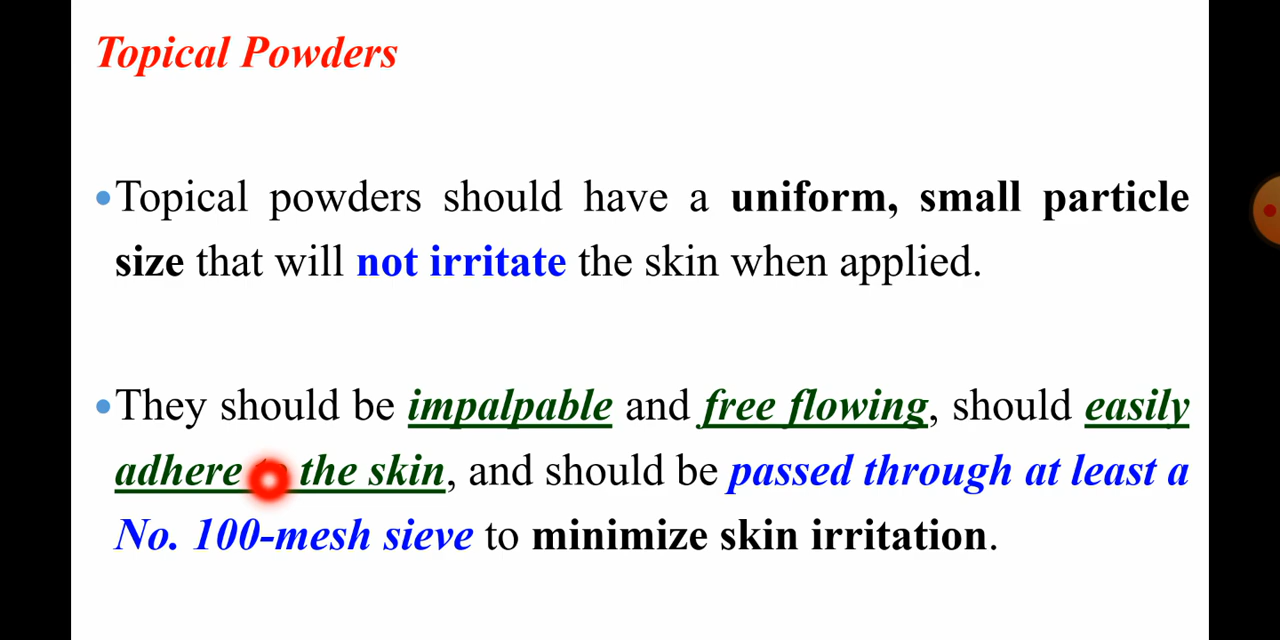 Topical Powders
•Topical powders should have a uniform, small particle
size that will not irritate the skin when applied.
•They should be impalpable and free flowing, should easily
adhere the skin, and should be passed through at least a
No. 100-mesh sieve to minimize skin irritation.